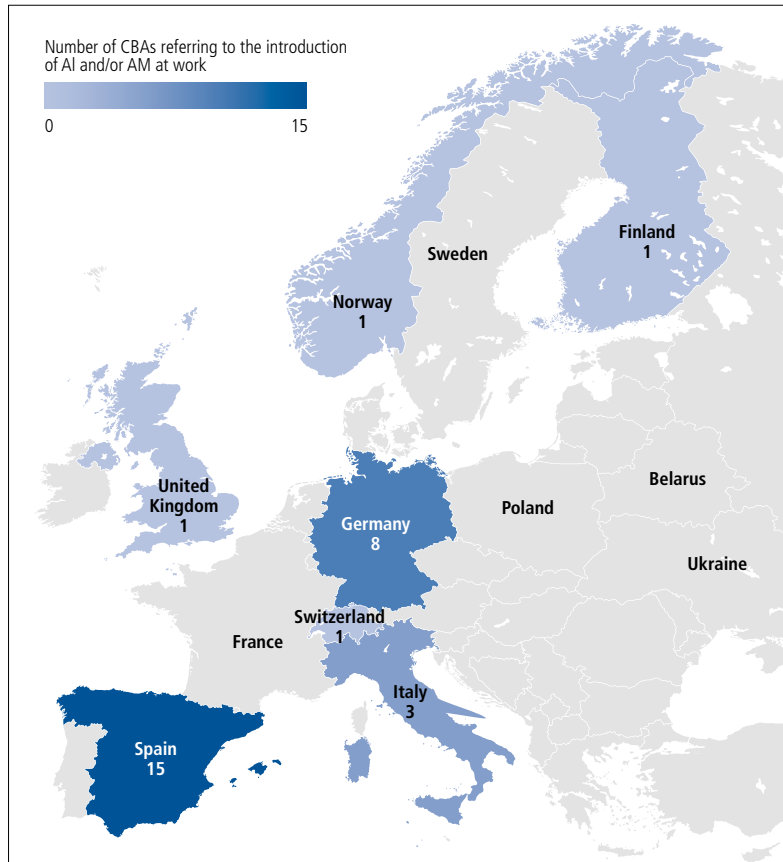 Number of CBAs referring to the introduction
of AI and/or AM at work
0 15
Sweden
Finland
1
Norway
1
United
Kingdom
1
Germany
8
Poland
Belarus
Ukraine
Switzerland
1
France
Italy
3
Spain
15